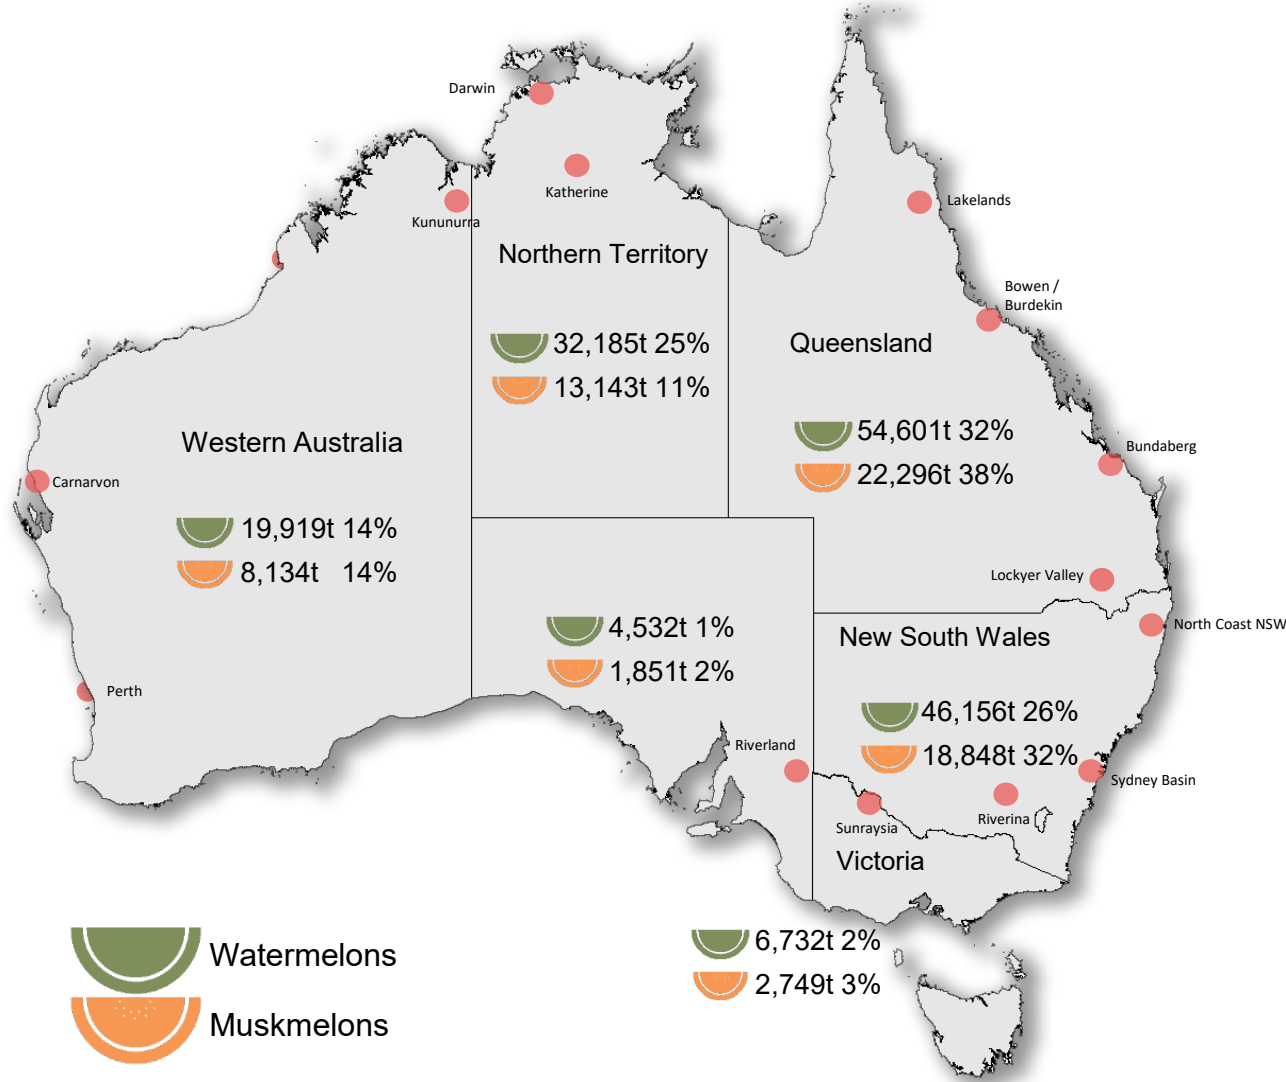 Darwin
Katherine
Kununurra
Lakelands
Northern Territory
Bowen /
Burdekin
32,185t 25%
13,143t 11%
Queensland
54,601t 32%
22,296t 38%
Bundaberg
Western Australia
Carnarvon
19,919t 14%
8,134t 14%
Lockyer Valley
4,532t 1%
1,851t 2%
New South Wales
North Coast NSW
46,156t 26%
18,848t 32%
Perth
Riverland
Sydney Basin
Sunraysia
Riverina
Victoria
6,732t 2%
2,749t 3%
Watermelons
Muskmelons